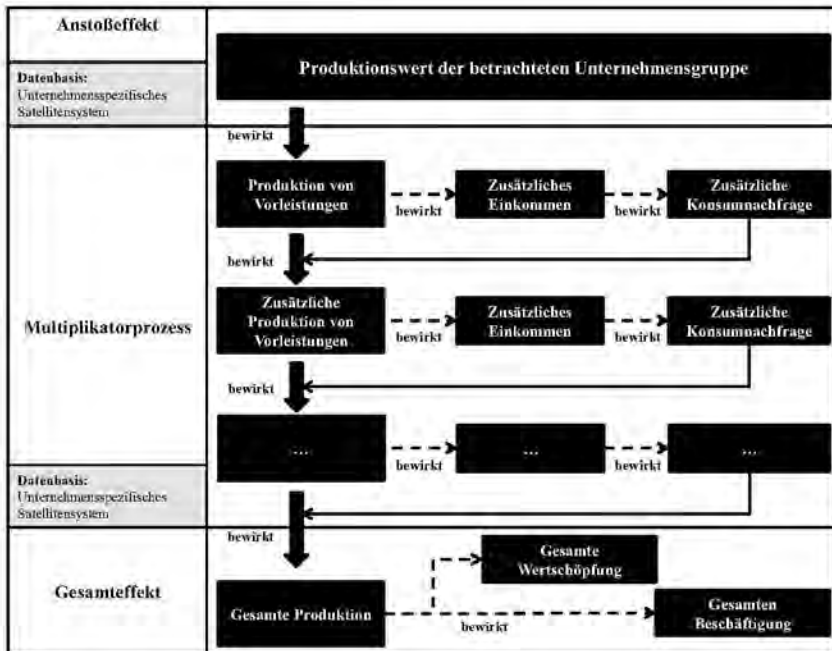 Anstoßeffekt
Produktionswert der betrachteten Unternehmensgruppe
Datenbasis:
Unternehmensspezifisches
Satellitensystem
bewirkt
Produktion von
Vorleistungen
bewirkt
Zusätzliches
Einkommen
bewirkt
Zusätzliche
Konsumnachfrage
bewirkt
Multiplikatorprozess
Zusätzliche
Produktion von
Vorleistungen
bewirkt
Zusätzliches
Einkommen
bewirkt
Zusätzliche
Konsumnachfrage
bewirkt
...
bewirkt
...
bewirkt
...
Datenbasis:
Unternehmensspezifisches
Satellitensystem
bewirkt
Gesamteffekt
Gesamte Produktion
Gesamte
Wertschöpfung
bewirkt
Gesamten
Beschäftigung